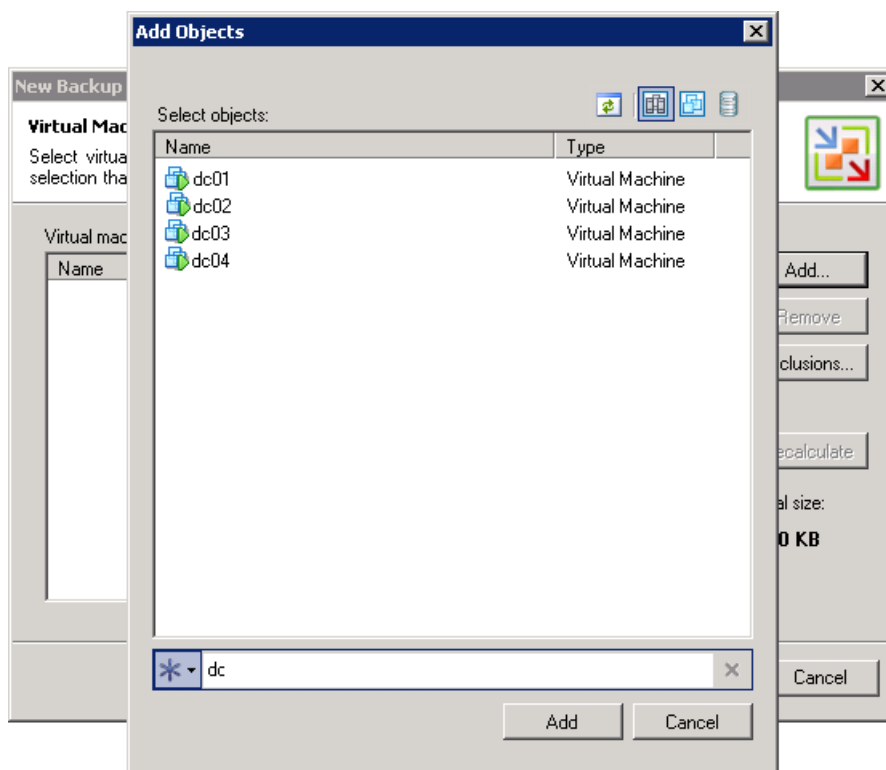 Add Objects
New Backup
Virtual Mac
Select virtua
selection tha
Select objects:
Name Type
dc01 Virtual Machine
dc02 Virtual Machine
dc03 Virtual Machine
dc04 Virtual Machine
Virtual mac
Name
Add...
Remove
clusions...
ecalculate
al size:
0 KB
dc
Add Cancel
Cancel